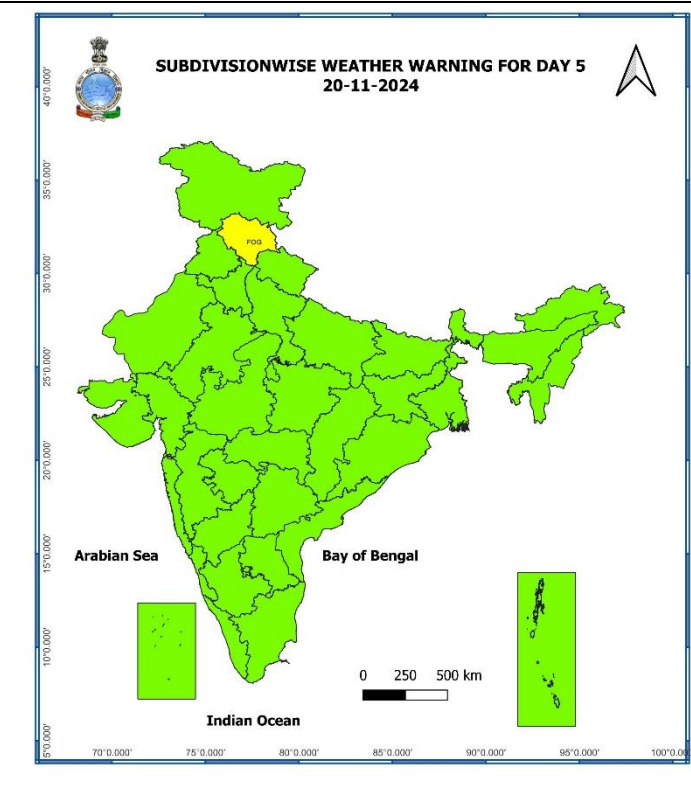 SUBDIVISIONWISE WEATHER WARNING FOR DAY 5
20-11-2024
40°0.000'
35°0.000'
FOG
30°0.000'
25°0.000'
20°0.000'
15°0.000'
Arabian Sea
Bay of Bengal
10°0.000'
0 250 500 km
Indian Ocean
5°0.000'
70°0.000' 75°0.000' 80°0.000' 85°0.000' 90°0.000' 95°0.000' 100°0.0